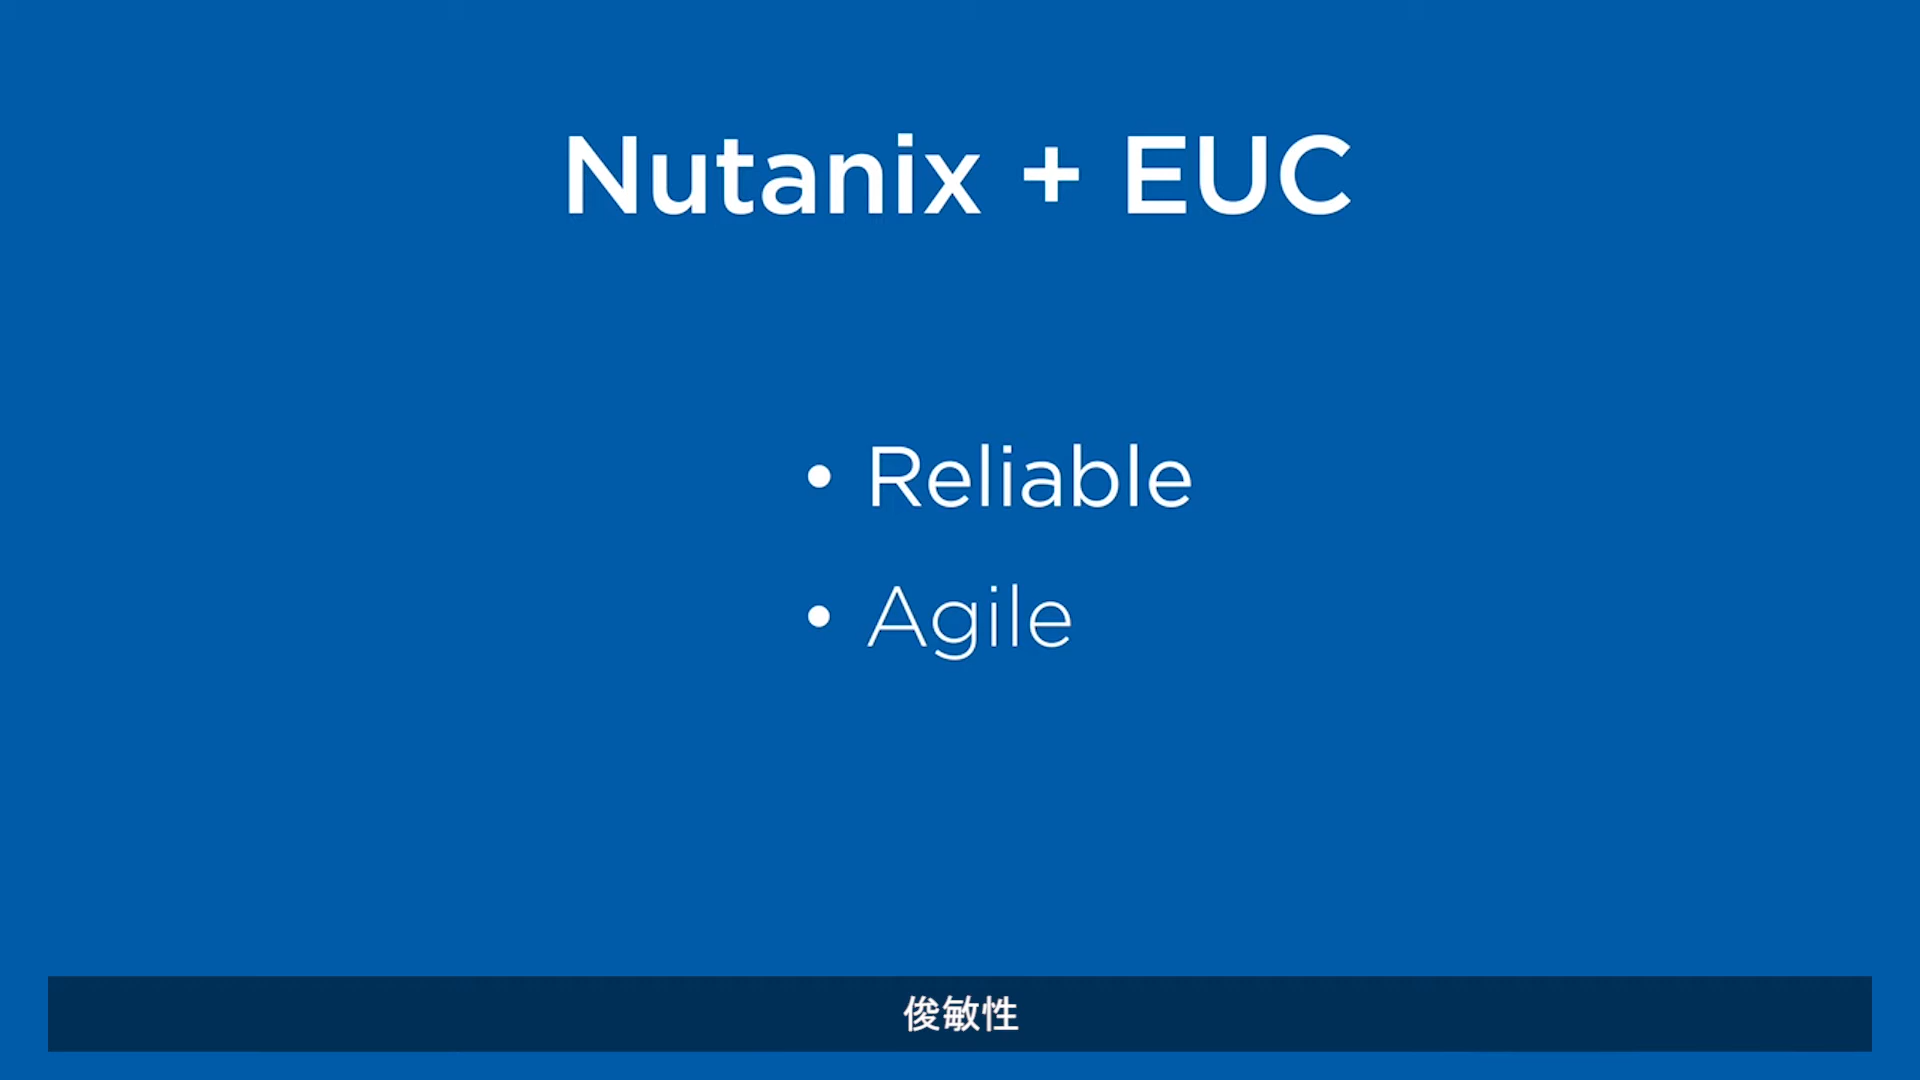 Nutanix + EUC
• Reliable
• Agile
俊敏性